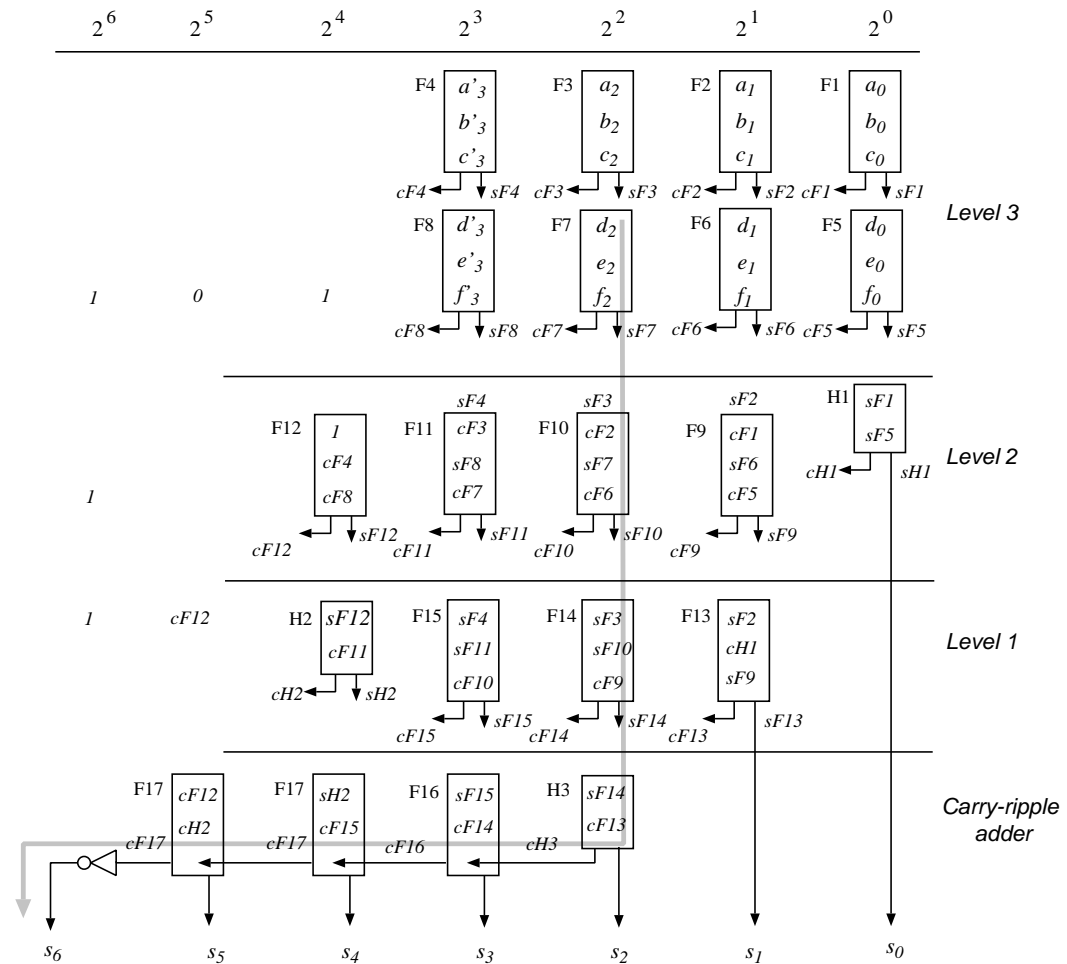 2^6 2^5 2^4 2^3 2^2 2^1 2^0
F4 a'3 F3 a2 F2 a1 F1 a0
b'3 b2 b1 b0
c'3 c2 c1 c0
cF4 sF4 cF3 sF3 cF2 sF2 cF1 sF1
Level 3
F8 d'3 F7 d2 F6 d1 F5 d0
e'3 e2 e1 e0
1 0 1 f'3 f2 f1 f0
cF8 sF8 cF7 sF7 cF6 sF6 cF5 sF5
sF4 sF3 sF2 H1 sF1
F12 1 F11 cF3 F10 cF2 F9 cF1 sF5
cF4 sF8 sF7 sF6 cH1 sH1 Level 2
1 cF8 cF7 cF6 cF5
cF12 sF12 cF11 sF11 cF10 sF10 cF9 sF9
1 cF12 H2 sF12 F15 sF4 F14 sF3 F13 sF2
cF11 sF11 sF10 cH1 Level 1
cF10 cF9 sF9
cH2 sH2
cF15 sF15 cF14 sF14 cF13 sF13
F17 cF12 F17 sH2 F16 sF15 H3 sF14
cH2 cF15 cF14 cF13
Carry-ripple
adder
cF17 cF17 cF16 cH3
s6 s5 s4 s3 s2 s1 s0